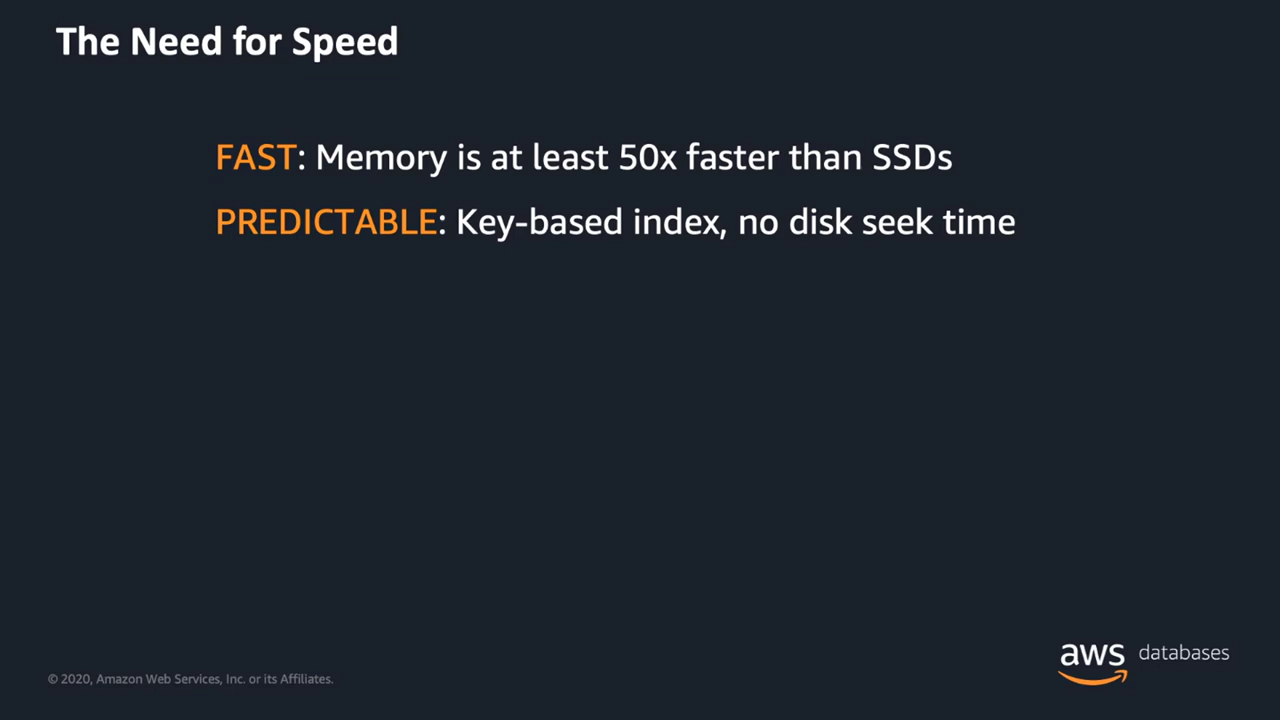 The Need for Speed
FAST: Memory is at least 50x faster than SSDs
PREDICTABLE: Key-based index, no disk seek time
aws databases
© 2020, Amazon Web Services, Inc. or its Affiliates.